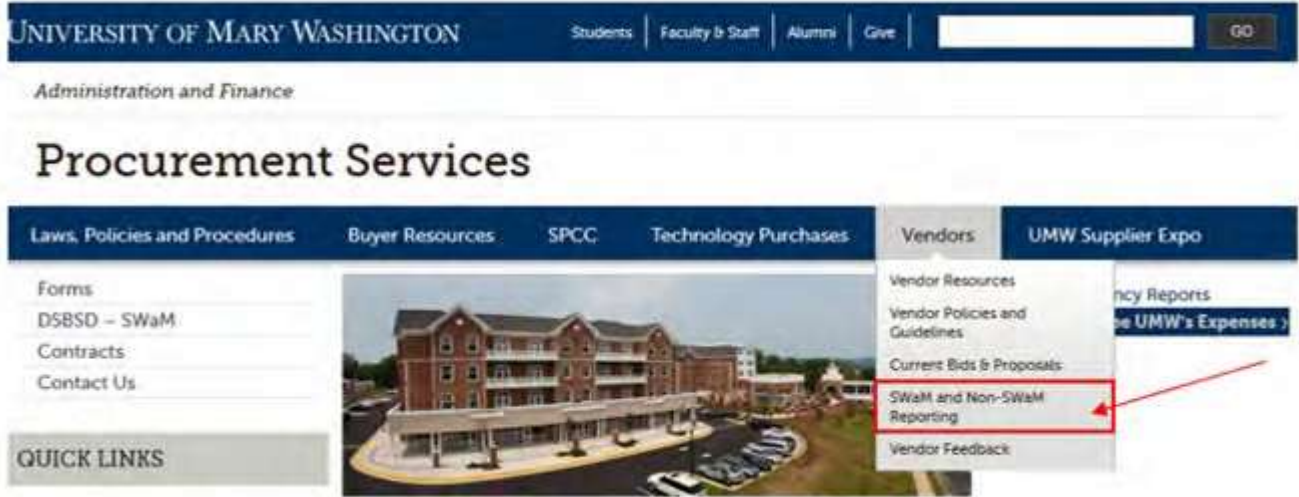 UNIVERSITY OF MARY WASHINGTON
Students Faculty & Staff Alumni Give GO
Administration and Finance
Procurement Services
Laws, Policies and Procedures Buyer Resources SPCC Technology Purchases Vendors UMW Supplier Expo
Forms
DSBSD – SWaM
Contracts
Contact Us
QUICK LINKS
Vendor Resources
Vendor Policies and
Guidelines
Current Bids & Proposals
SWaM and Non-SWaM
Reporting
Vendor Feedback
ncy Reports
UMW's Expenses ›